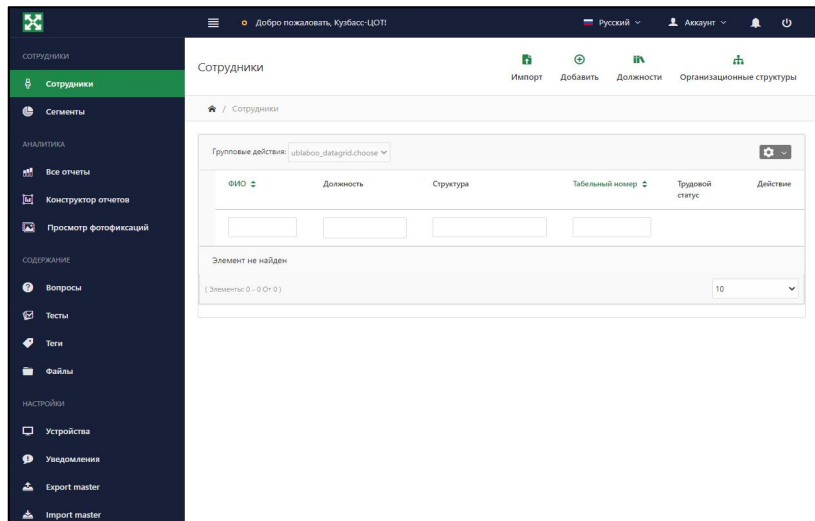 Добро пожаловать, Кузбасс-ЦОТ!
Русский
Аккаунт
СОТРУДНИКИ
Сотрудники
Сегменты
АНАЛИТИКА
Все отчеты
Конструктор отчетов
Просмотр фотофиксаций
СОДЕРЖАНИЕ
Вопросы
Тесты
Теги
Файлы
НАСТРОЙКИ
Устройства
Уведомления
Export master
Import master
Сотрудники
Импорт
Добавить
Должности
Организационные структуры
/ Сотрудники
Групповые действия: ublaboo_datagrid.choose
ФИО
Должность
Структура
Табельный номер
Трудовой
статус
Действие
Элемент не найден
( Элементы: 0 - 0 От 0 )
10